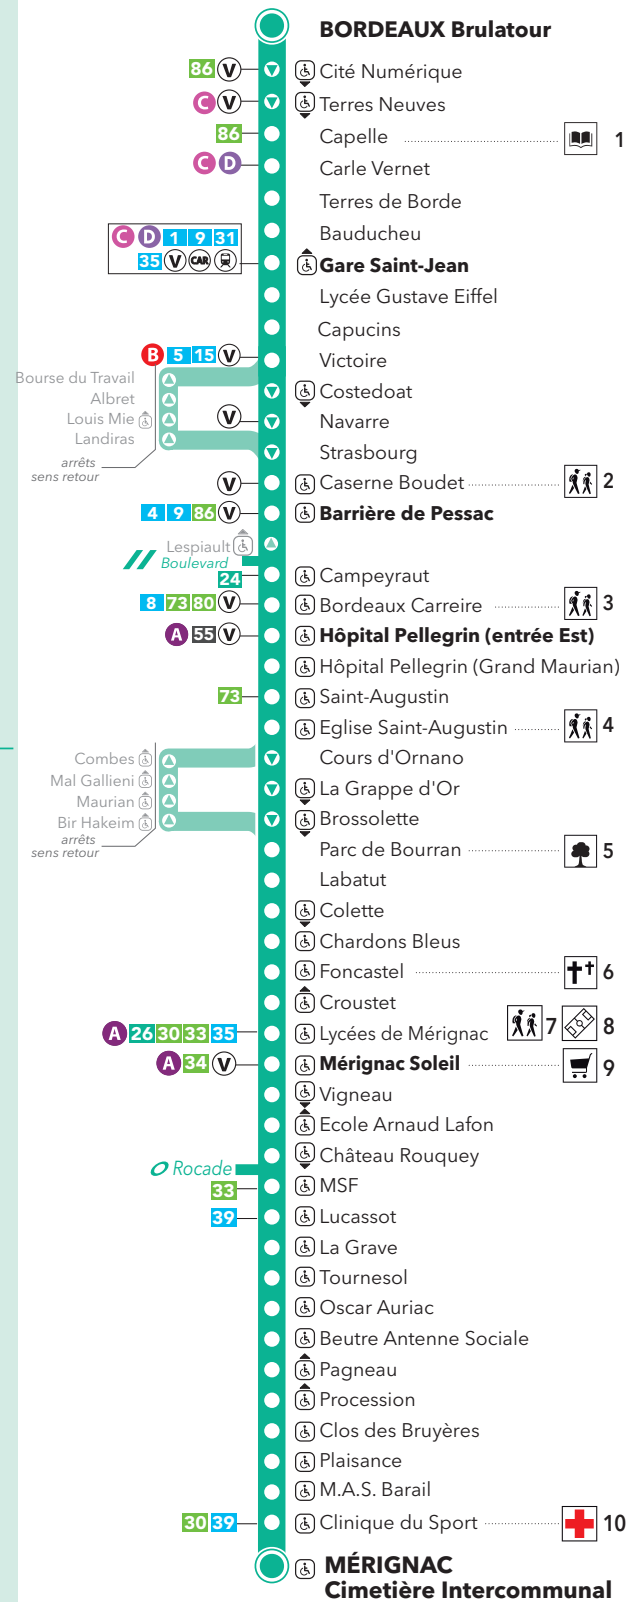 BORDEAUX Brulatour
86 V Cité Numérique
C V Terres Neuves
86 Capelle 1
C D Carle Vernet
Terres de Borde
Bauducheu
C D 1 9 31
35 V CAR Gare Saint-Jean
Lycée Gustave Eiffel
Capucins
B 5 15 V Victoire
Bourse du Travail
Costedoat
Albret
Louis Mie V Navarre
Landiras
Strasbourg
arrêts
sens retour
V Caserne Boudet 2
4 9 86 V Barrière de Pessac
Lespiault
Boulevard
24 Campeyraut
8 73 80 V Bordeaux Carreire 3
A 55 V Hôpital Pellegrin (entrée Est)
Hôpital Pellegrin (Grand Maurian)
73 Saint-Augustin
Eglise Saint-Augustin 4
Combes Cours d'Ornano
Mal Gallieni La Grappe d'Or
Maurian
Bir Hakeim Brossolette
arrêts
sens retour
Parc de Bourran 5
Labatut
Colette
Chardons Bleus
Foncastel 6
Croustet
A 26 30 33 35 Lycées de Mérignac 7 8
A 34 V Mérignac Soleil 9
Vigneau
Ecole Arnaud Lafon
Château Rouquey
Rocade
33 MSF
39 Lucassot
La Grave
Tournesol
Oscar Auriac
Beutre Antenne Sociale
Pagneau
Procession
Clos des Bruyères
Plaisance
M.A.S. Barail
30 39 Clinique du Sport 10
MÉRIGNAC
Cimetière Intercommunal